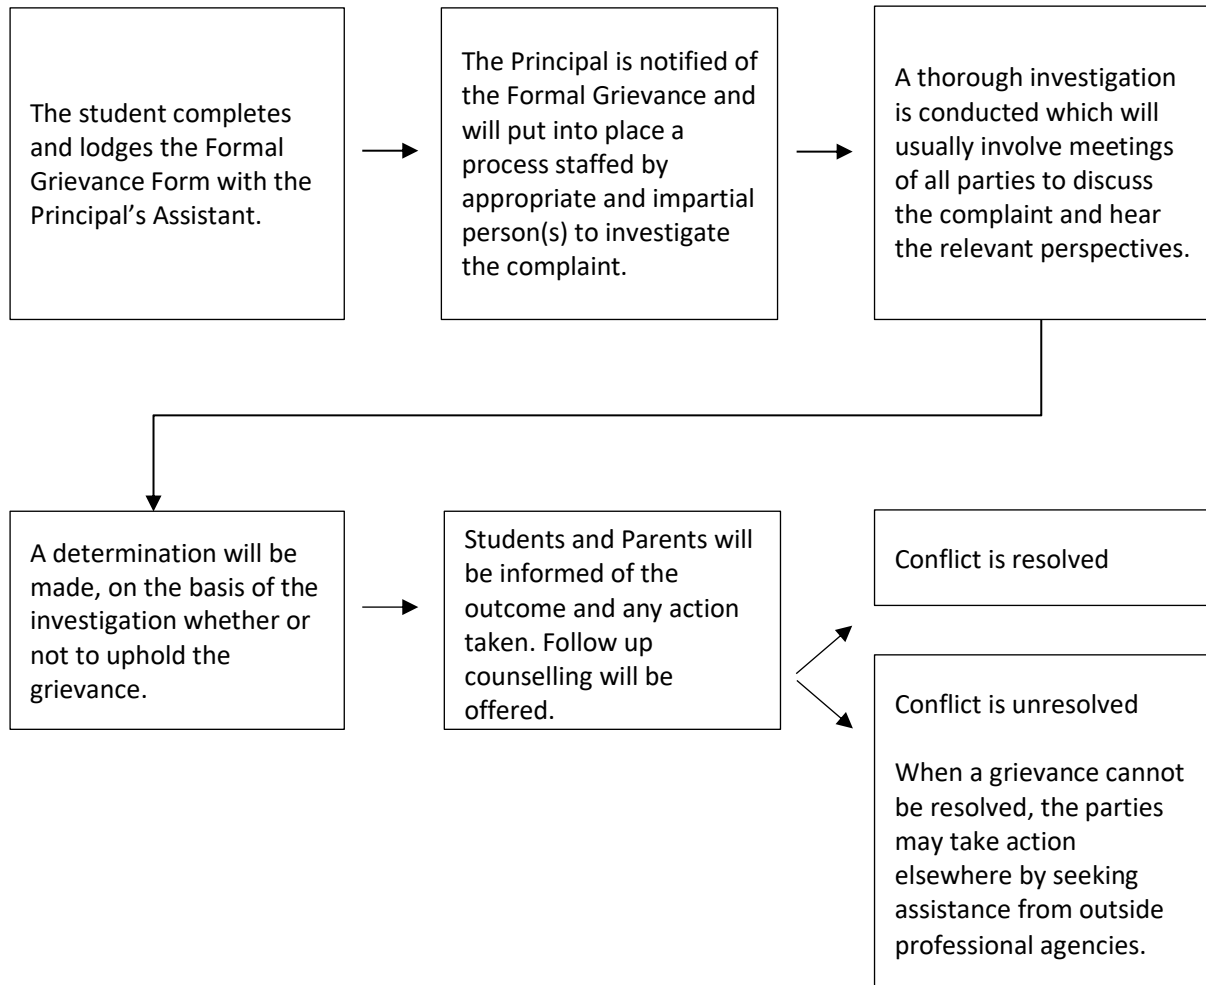 The student completes
and lodges the Formal
Grievance Form with the
Principal’s Assistant.
The Principal is notified of
the Formal Grievance and
will put into place a
process staffed by
appropriate and impartial
person(s) to investigate
the complaint.
A thorough investigation
is conducted which will
usually involve meetings
of all parties to discuss
the complaint and hear
the relevant perspectives.
A determination will be
made, on the basis of the
investigation whether or
not to uphold the
grievance.
Students and Parents will
be informed of the
outcome and any action
taken. Follow up
counselling will be
offered.
Conflict is resolved
Conflict is unresolved
When a grievance cannot
be resolved, the parties
may take action
elsewhere by seeking
assistance from outside
professional agencies.